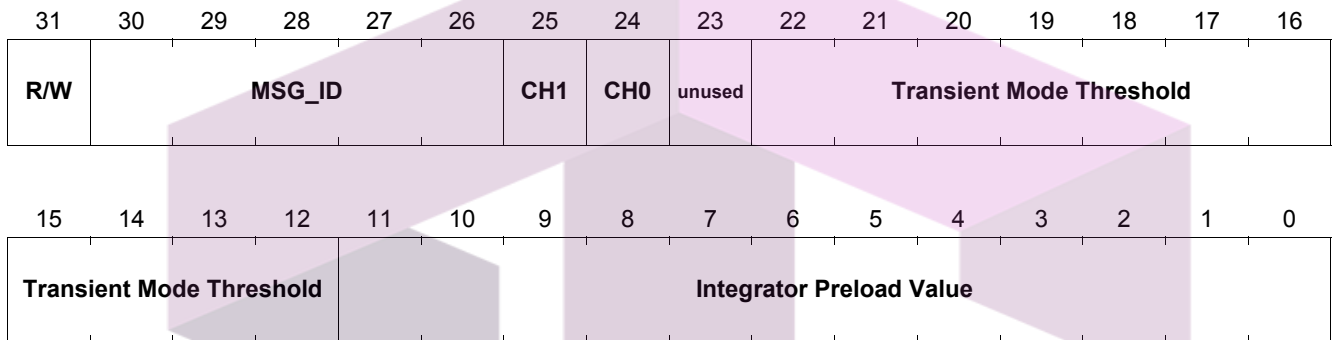 31 30 29 28 27 26 25 24 23 22 21 20 19 18 17 16
R/W MSG_ID CH1 CH0 unused Transient Mode Threshold
15 14 13 12 11 10 9 8 7 6 5 4 3 2 1 0
Transient Mode Threshold Integrator Preload Value